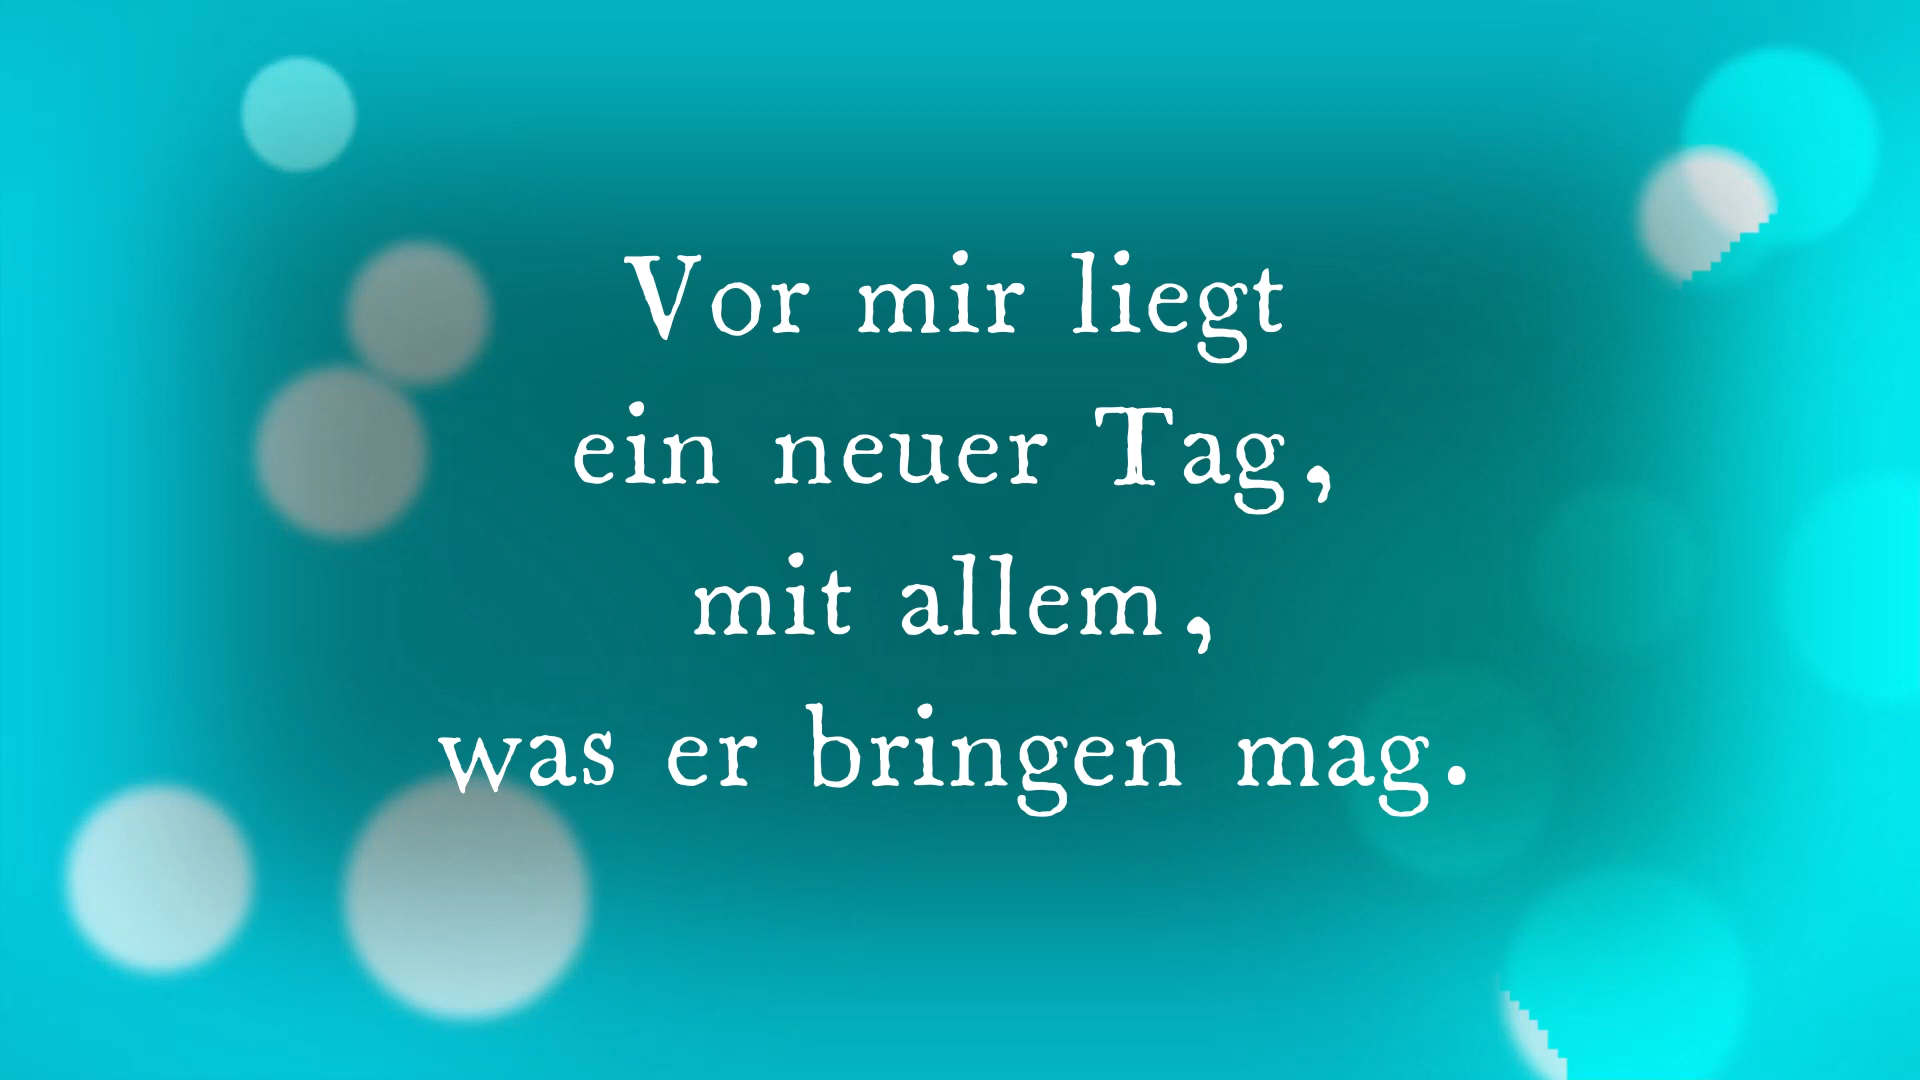 Vor mir liegt
ein neuer Tag,
mit allem,
was er bringen mag.